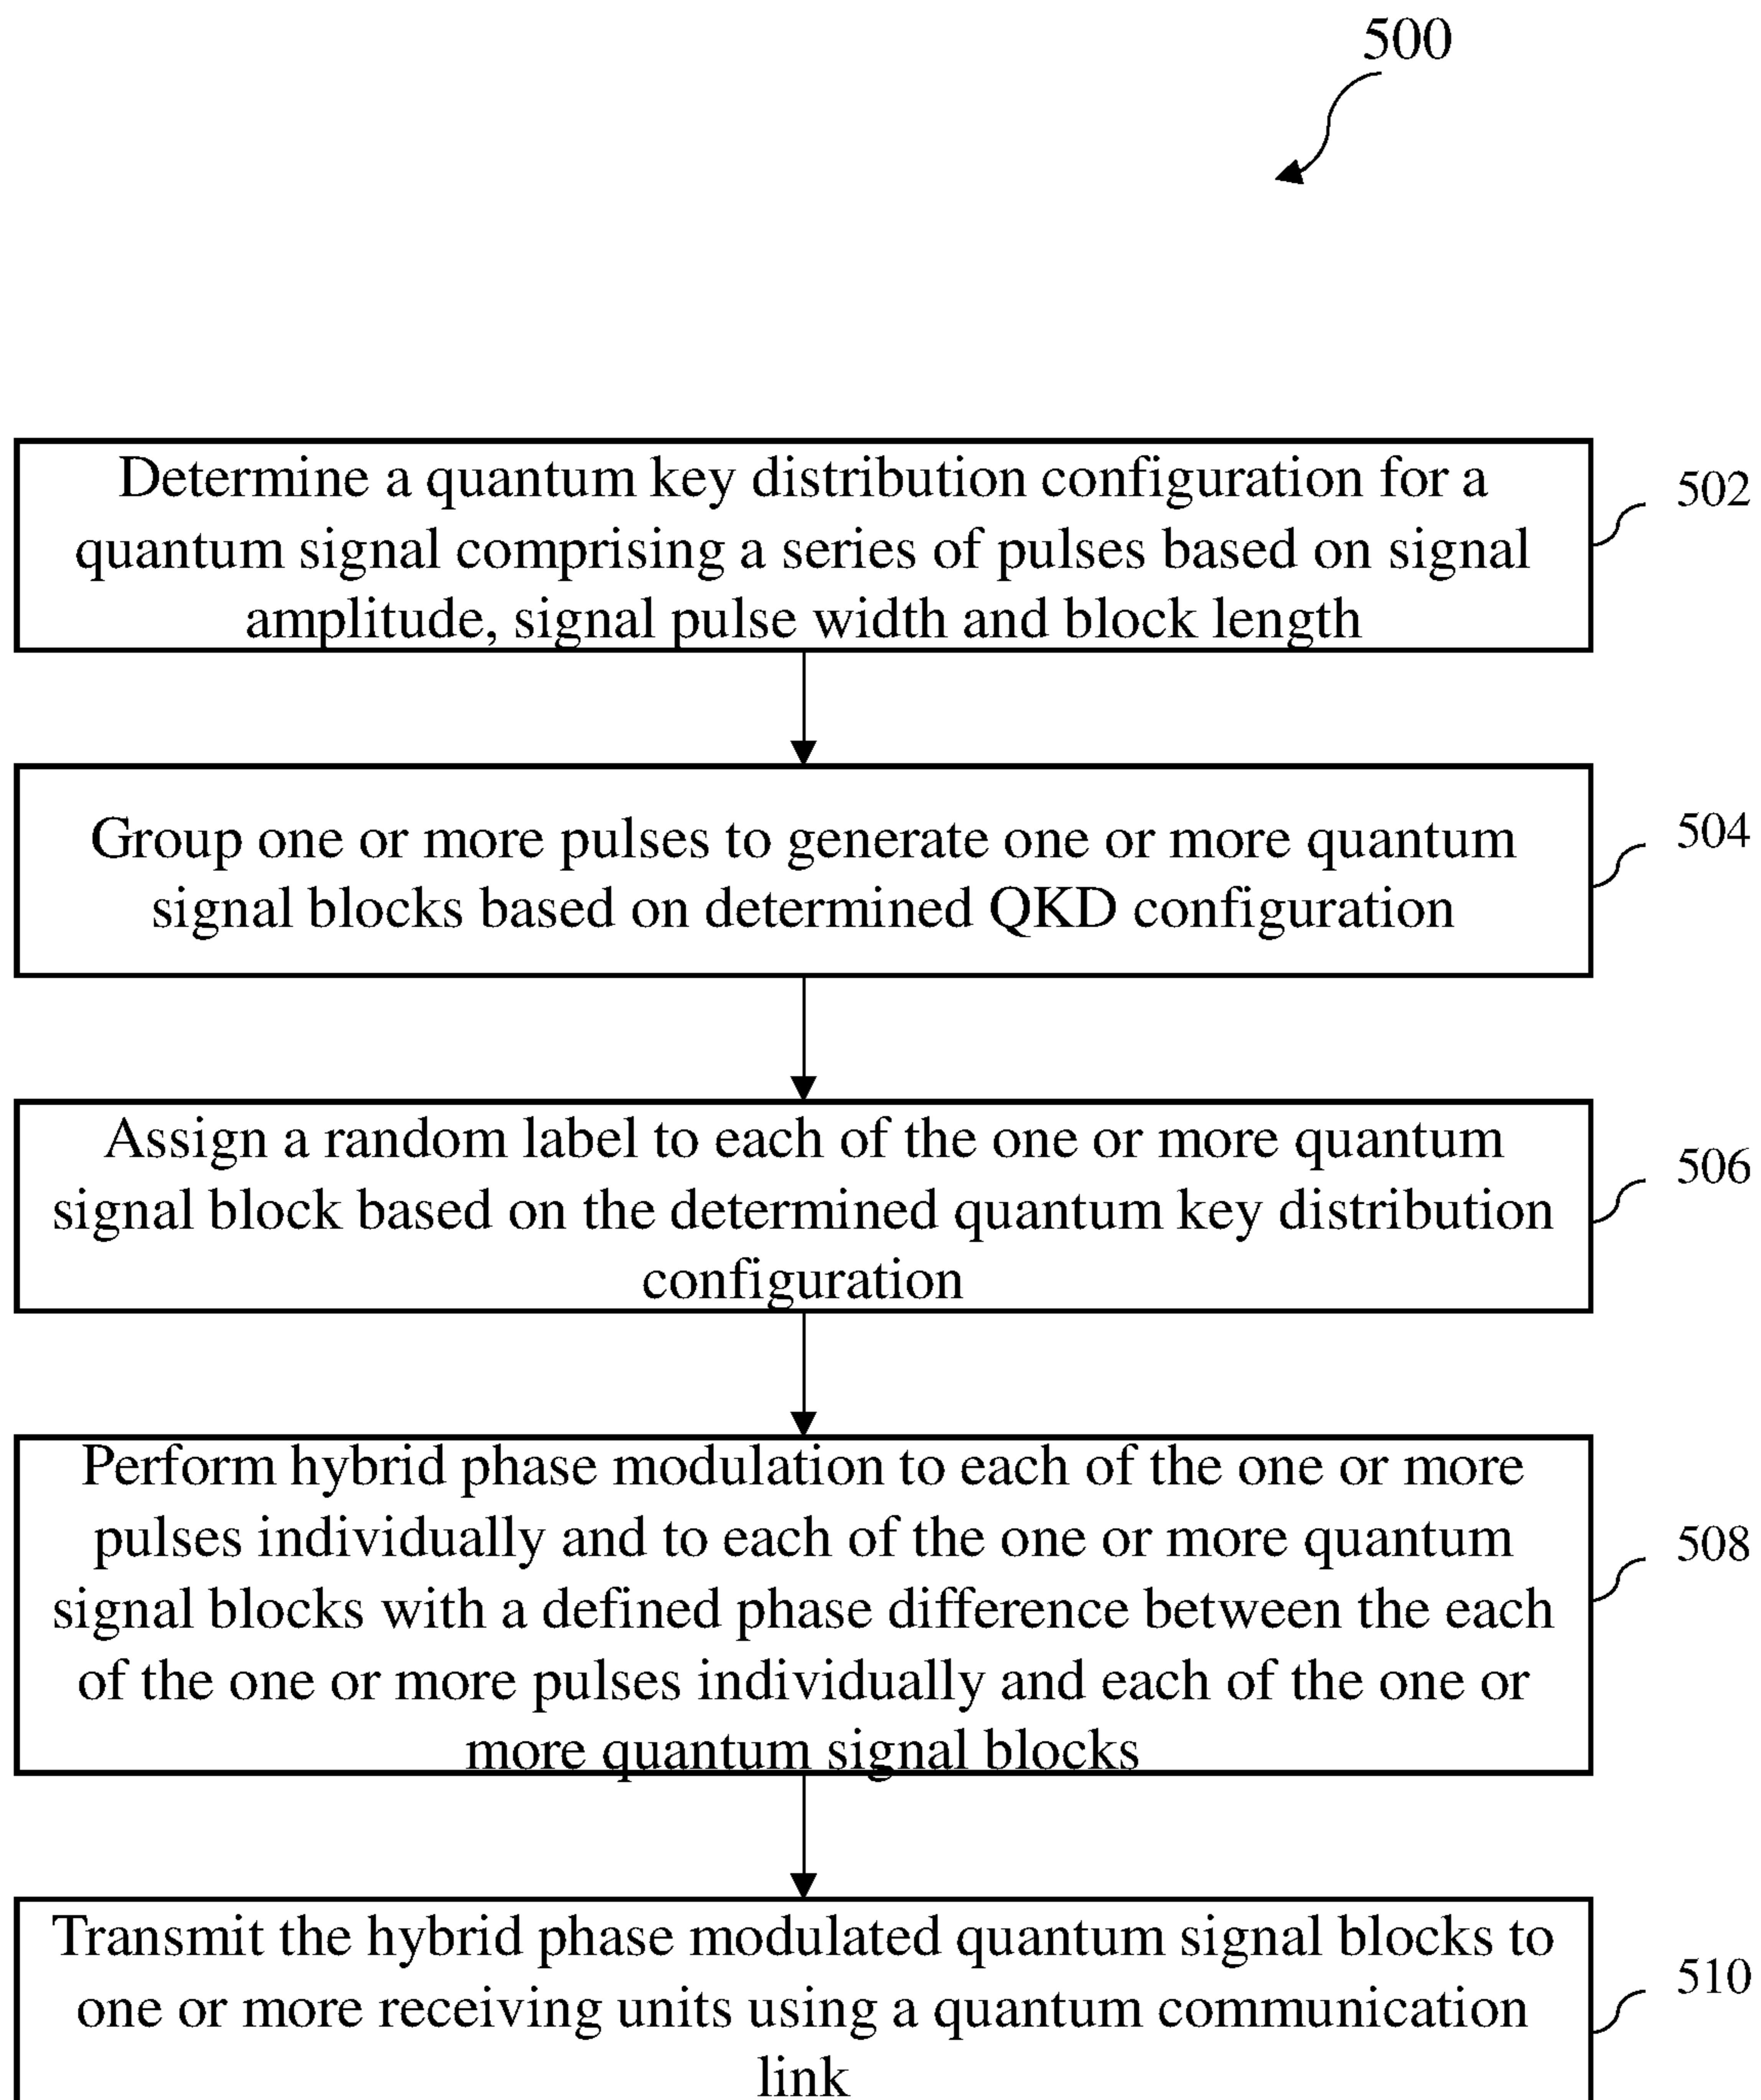 500
Determine a quantum key distribution configuration for a
quantum signal comprising a series of pulses based on signal
amplitude, signal pulse width and block length
502
Group one or more pulses to generate one or more quantum
signal blocks based on determined QKD configuration
504
Assign a random label to each of the one or more quantum
signal block based on the determined quantum key distribution
configuration
506
Perform hybrid phase modulation to each of the one or more
pulses individually and to each of the one or more quantum
signal blocks with a defined phase difference between the each
of the one or more pulses individually and each of the one or
more quantum signal blocks
508
Transmit the hybrid phase modulated quantum signal blocks to
one or more receiving units using a quantum communication
link
510